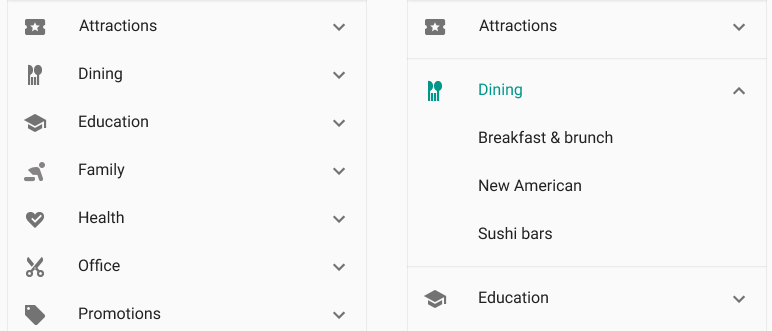 Attractions
Dining
Education
Family
Health
Office
Promotions
Attractions
Dining
Breakfast & brunch
New American
Sushi bars
Education